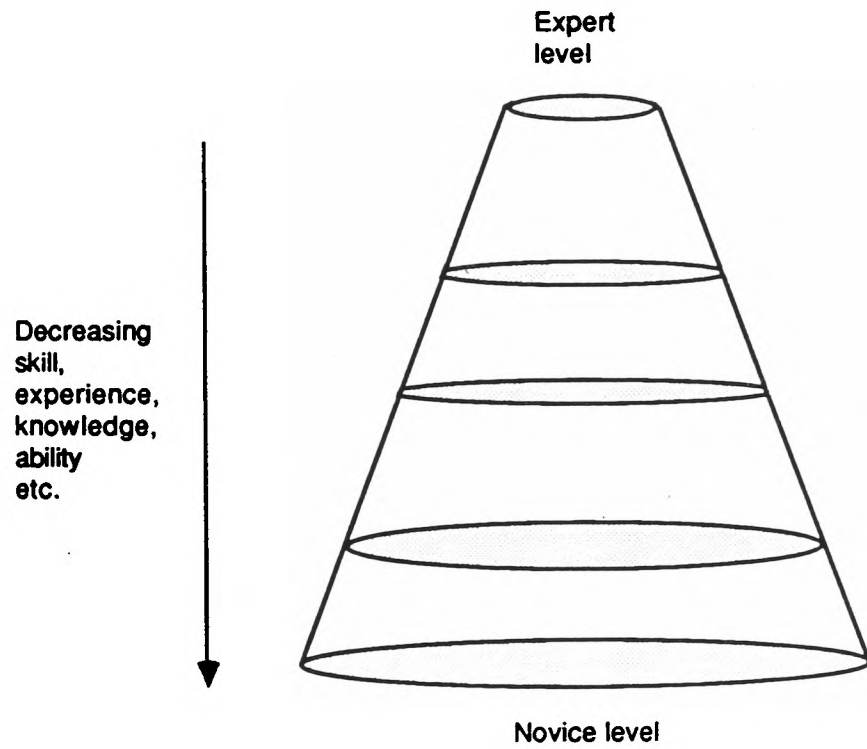 Expert
level
Decreasing
skill,
experience,
knowledge,
ability
etc.
Novice level